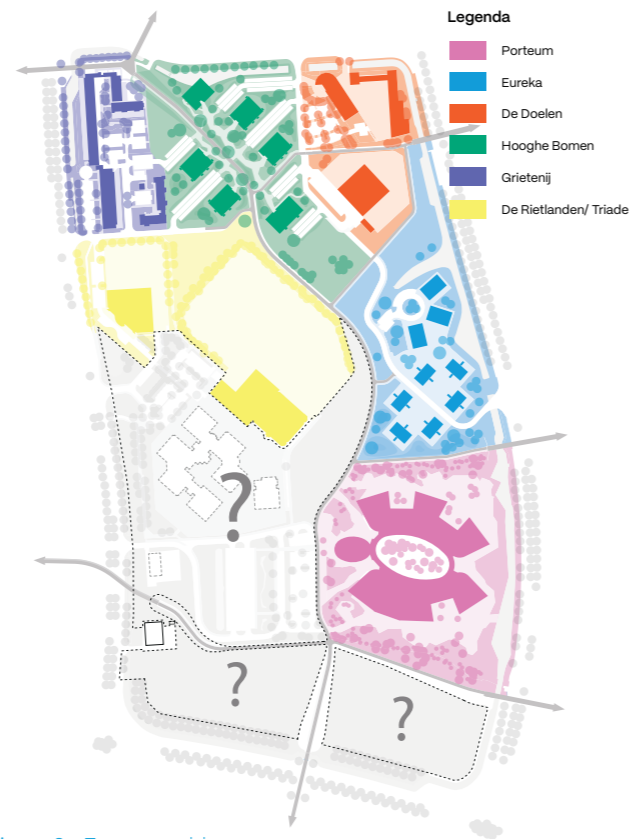 Legenda
Porteum
Eureka
De Doelen
Hooghe Bomen
Grietenij
De Rietlanden/ Triade
?
?
?